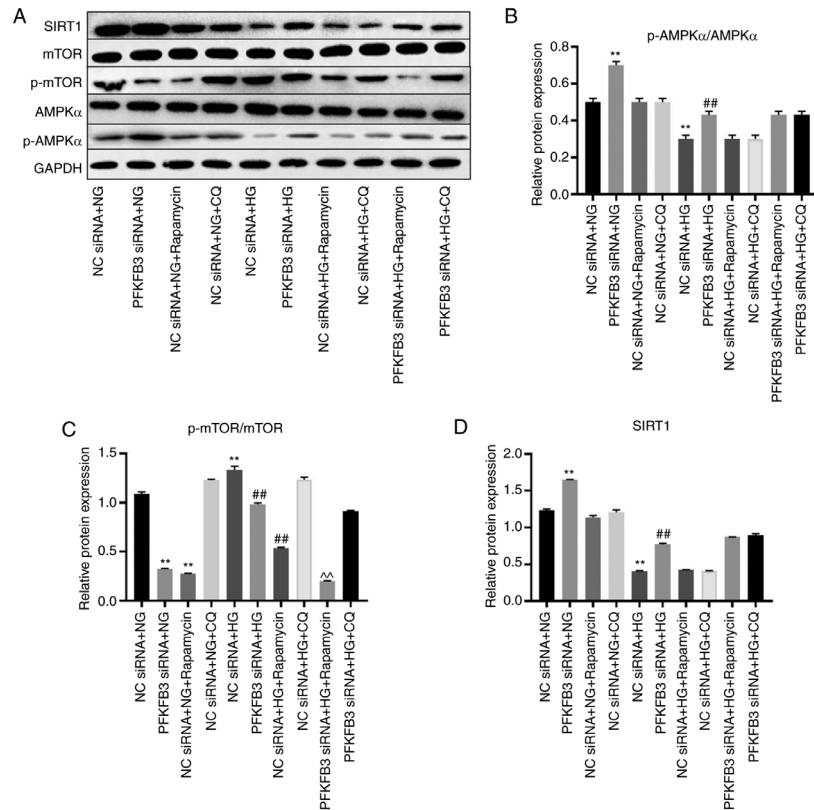 A
SIRT1
mTOR
p-mTOR
AMPKα
p-AMPKα
GAPDH
NC siRNA+NG
PFKFB3 siRNA+NG
NC siRNA+NG+Rapamycin
NC siRNA+NG+CQ
NC siRNA+HG
PFKFB3 siRNA+HG
NC siRNA+HG+Rapamycin
NC siRNA+HG+CQ
PFKFB3 siRNA+HG+Rapamycin
PFKFB3 siRNA+HG+CQ
B
p-AMPKα/AMPKα
Relative protein expression
0.8
0.6
0.4
0.2
0.0
**
**
##
NC siRNA+NG
PFKFB3 siRNA+NG
NC siRNA+NG+Rapamycin
NC siRNA+NG+CQ
NC siRNA+HG
PFKFB3 siRNA+HG
NC siRNA+HG+Rapamycin
NC siRNA+HG+CQ
PFKFB3 siRNA+HG+Rapamycin
PFKFB3 siRNA+HG+CQ
C
p-mTOR/mTOR
Relative protein expression
1.5
1.0
0.5
0.0
**
**
**
##
##
^^
NC siRNA+NG
PFKFB3 siRNA+NG
NC siRNA+NG+Rapamycin
NC siRNA+NG+CQ
NC siRNA+HG
PFKFB3 siRNA+HG
NC siRNA+HG+Rapamycin
NC siRNA+HG+CQ
PFKFB3 siRNA+HG+Rapamycin
PFKFB3 siRNA+HG+CQ
D
SIRT1
Relative protein expression
2.0
1.5
1.0
0.5
0.0
**
**
##
NC siRNA+NG
PFKFB3 siRNA+NG
NC siRNA+NG+Rapamycin
NC siRNA+NG+CQ
NC siRNA+HG
PFKFB3 siRNA+HG
NC siRNA+HG+Rapamycin
NC siRNA+HG+CQ
PFKFB3 siRNA+HG+Rapamycin
PFKFB3 siRNA+HG+CQ